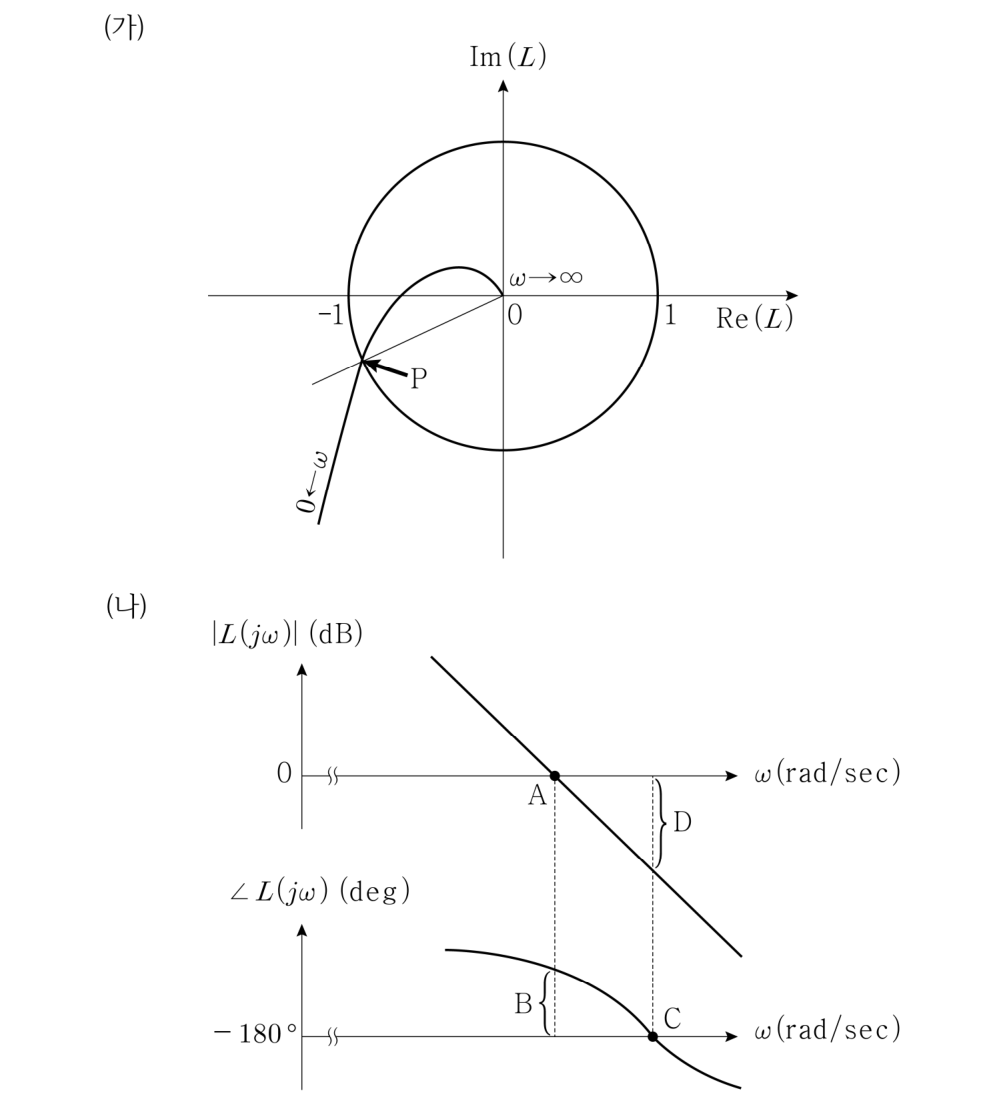 (가)
Im(L)
ω→∞
-1
0
1
Re(L)
P
0←ω
(나)
|L(jω)| (dB)
0
ω(rad/sec)
A
D
∠L(jω) (deg)
B
C
-180°
ω(rad/sec)